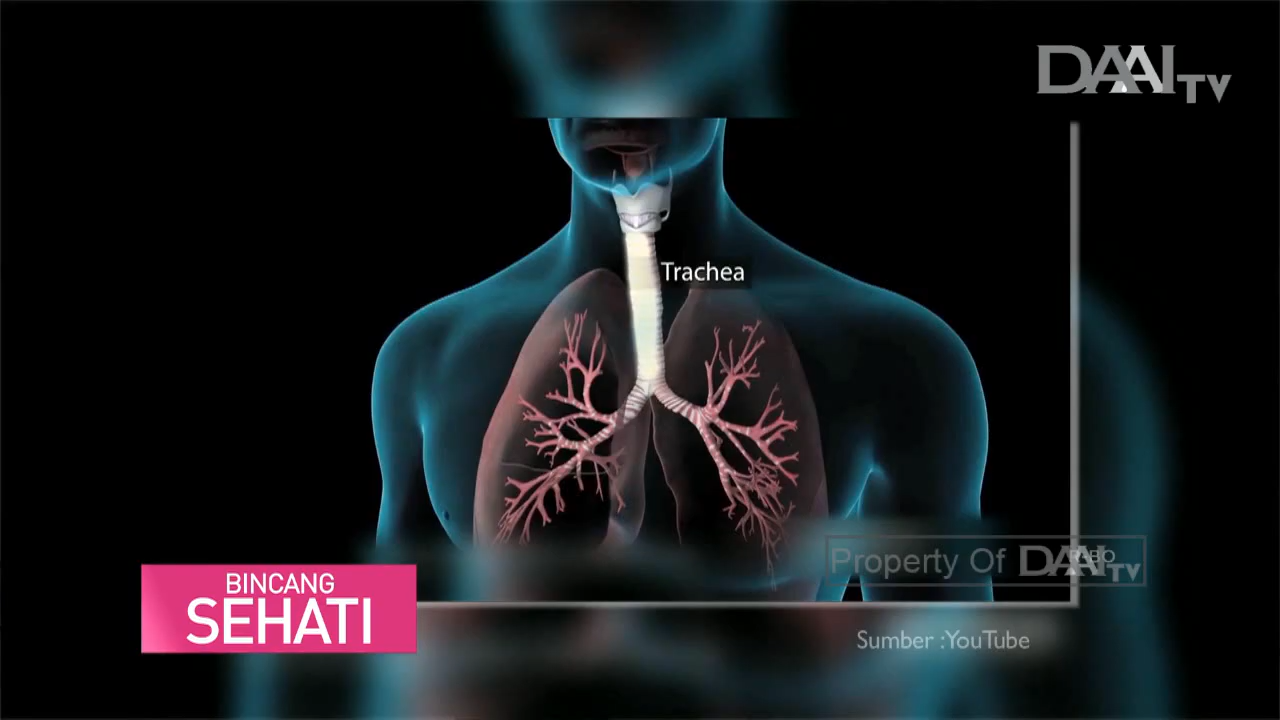 DAAI TV
Trachea
Property Of DAAI TV
BINCANG
SEHATI
Sumber :YouTube